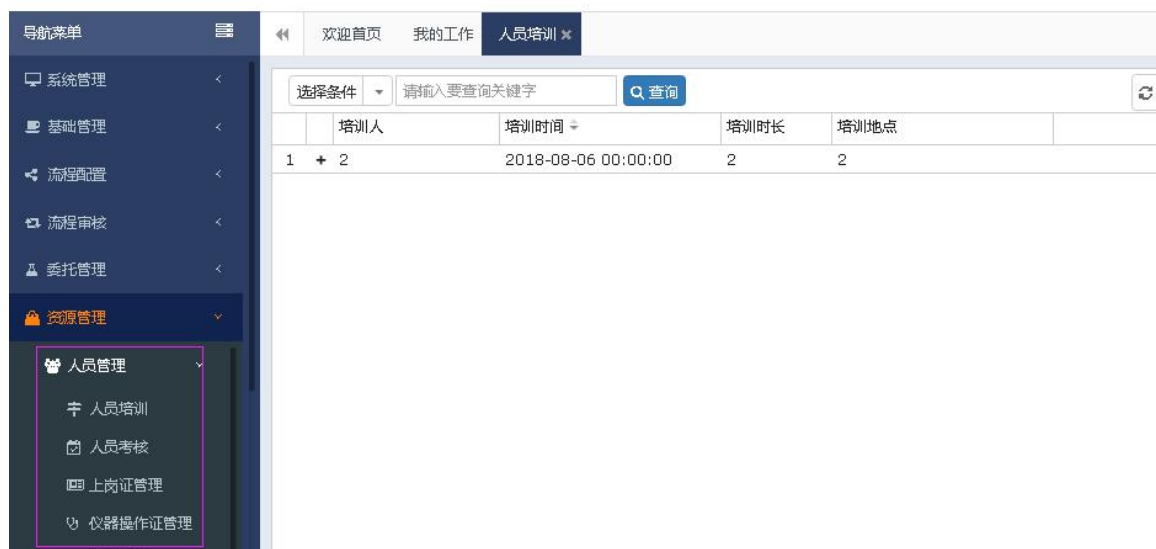 导航菜单
欢迎首页 我的工作 人员培训
系统管理
选择条件 请输入要查询关键字 查询
基础管理
培训人 培训时间 培训时长 培训地点
1 + 2 2018-08-06 00:00:00 2 2
流程配置
流程审核
委托管理
资源管理
人员管理
人员培训
人员考核
上岗证管理
仪器操作证管理